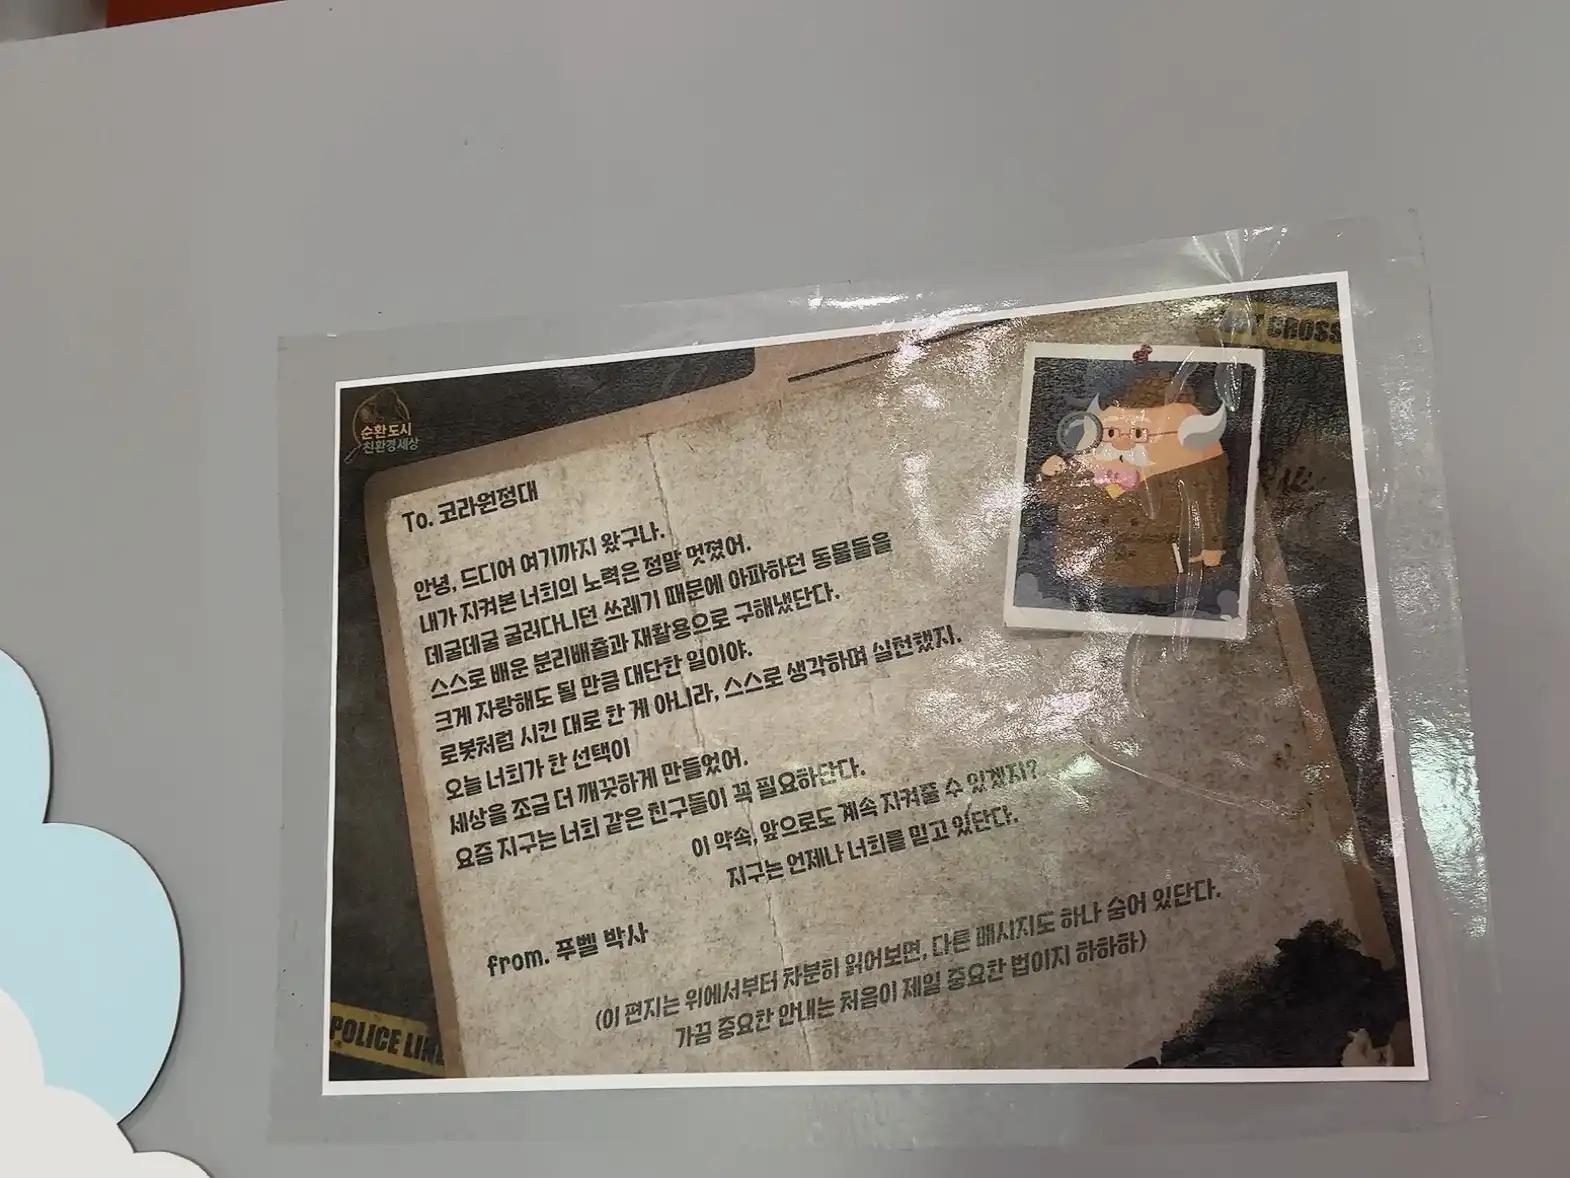 순환도시
친환경세상
NOT CROSS
To. 코라원정대
안녕, 드디어 여기까지 왔구나.
내가 지켜본 너희의 노력은 정말 멋졌어.
데굴데굴 굴러다니던 쓰레기 때문에 아파하던 동물들을
스스로 배운 분리배출과 재활용으로 구해냈단다.
크게 자랑해도 될 만큼 대단한 일이야.
로봇처럼 시킨 대로 한 게 아니라, 스스로 생각하며 실천했지.
오늘 너희가 한 선택이
세상을 조금 더 깨끗하게 만들었어.
요즘 지구는 너희 같은 친구들이 꼭 필요하단다.
이 약속, 앞으로도 계속 지켜줄 수 있겠지?
지구는 언제나 너희를 믿고 있단다.
from. 푸벨 박사
(이 편지는 위에서부터 차분히 읽어보면, 다른 메시지도 하나 숨어 있단다.
가끔 중요한 안내는 처음이 제일 중요한 법이지 하하하)
POLICE LINE